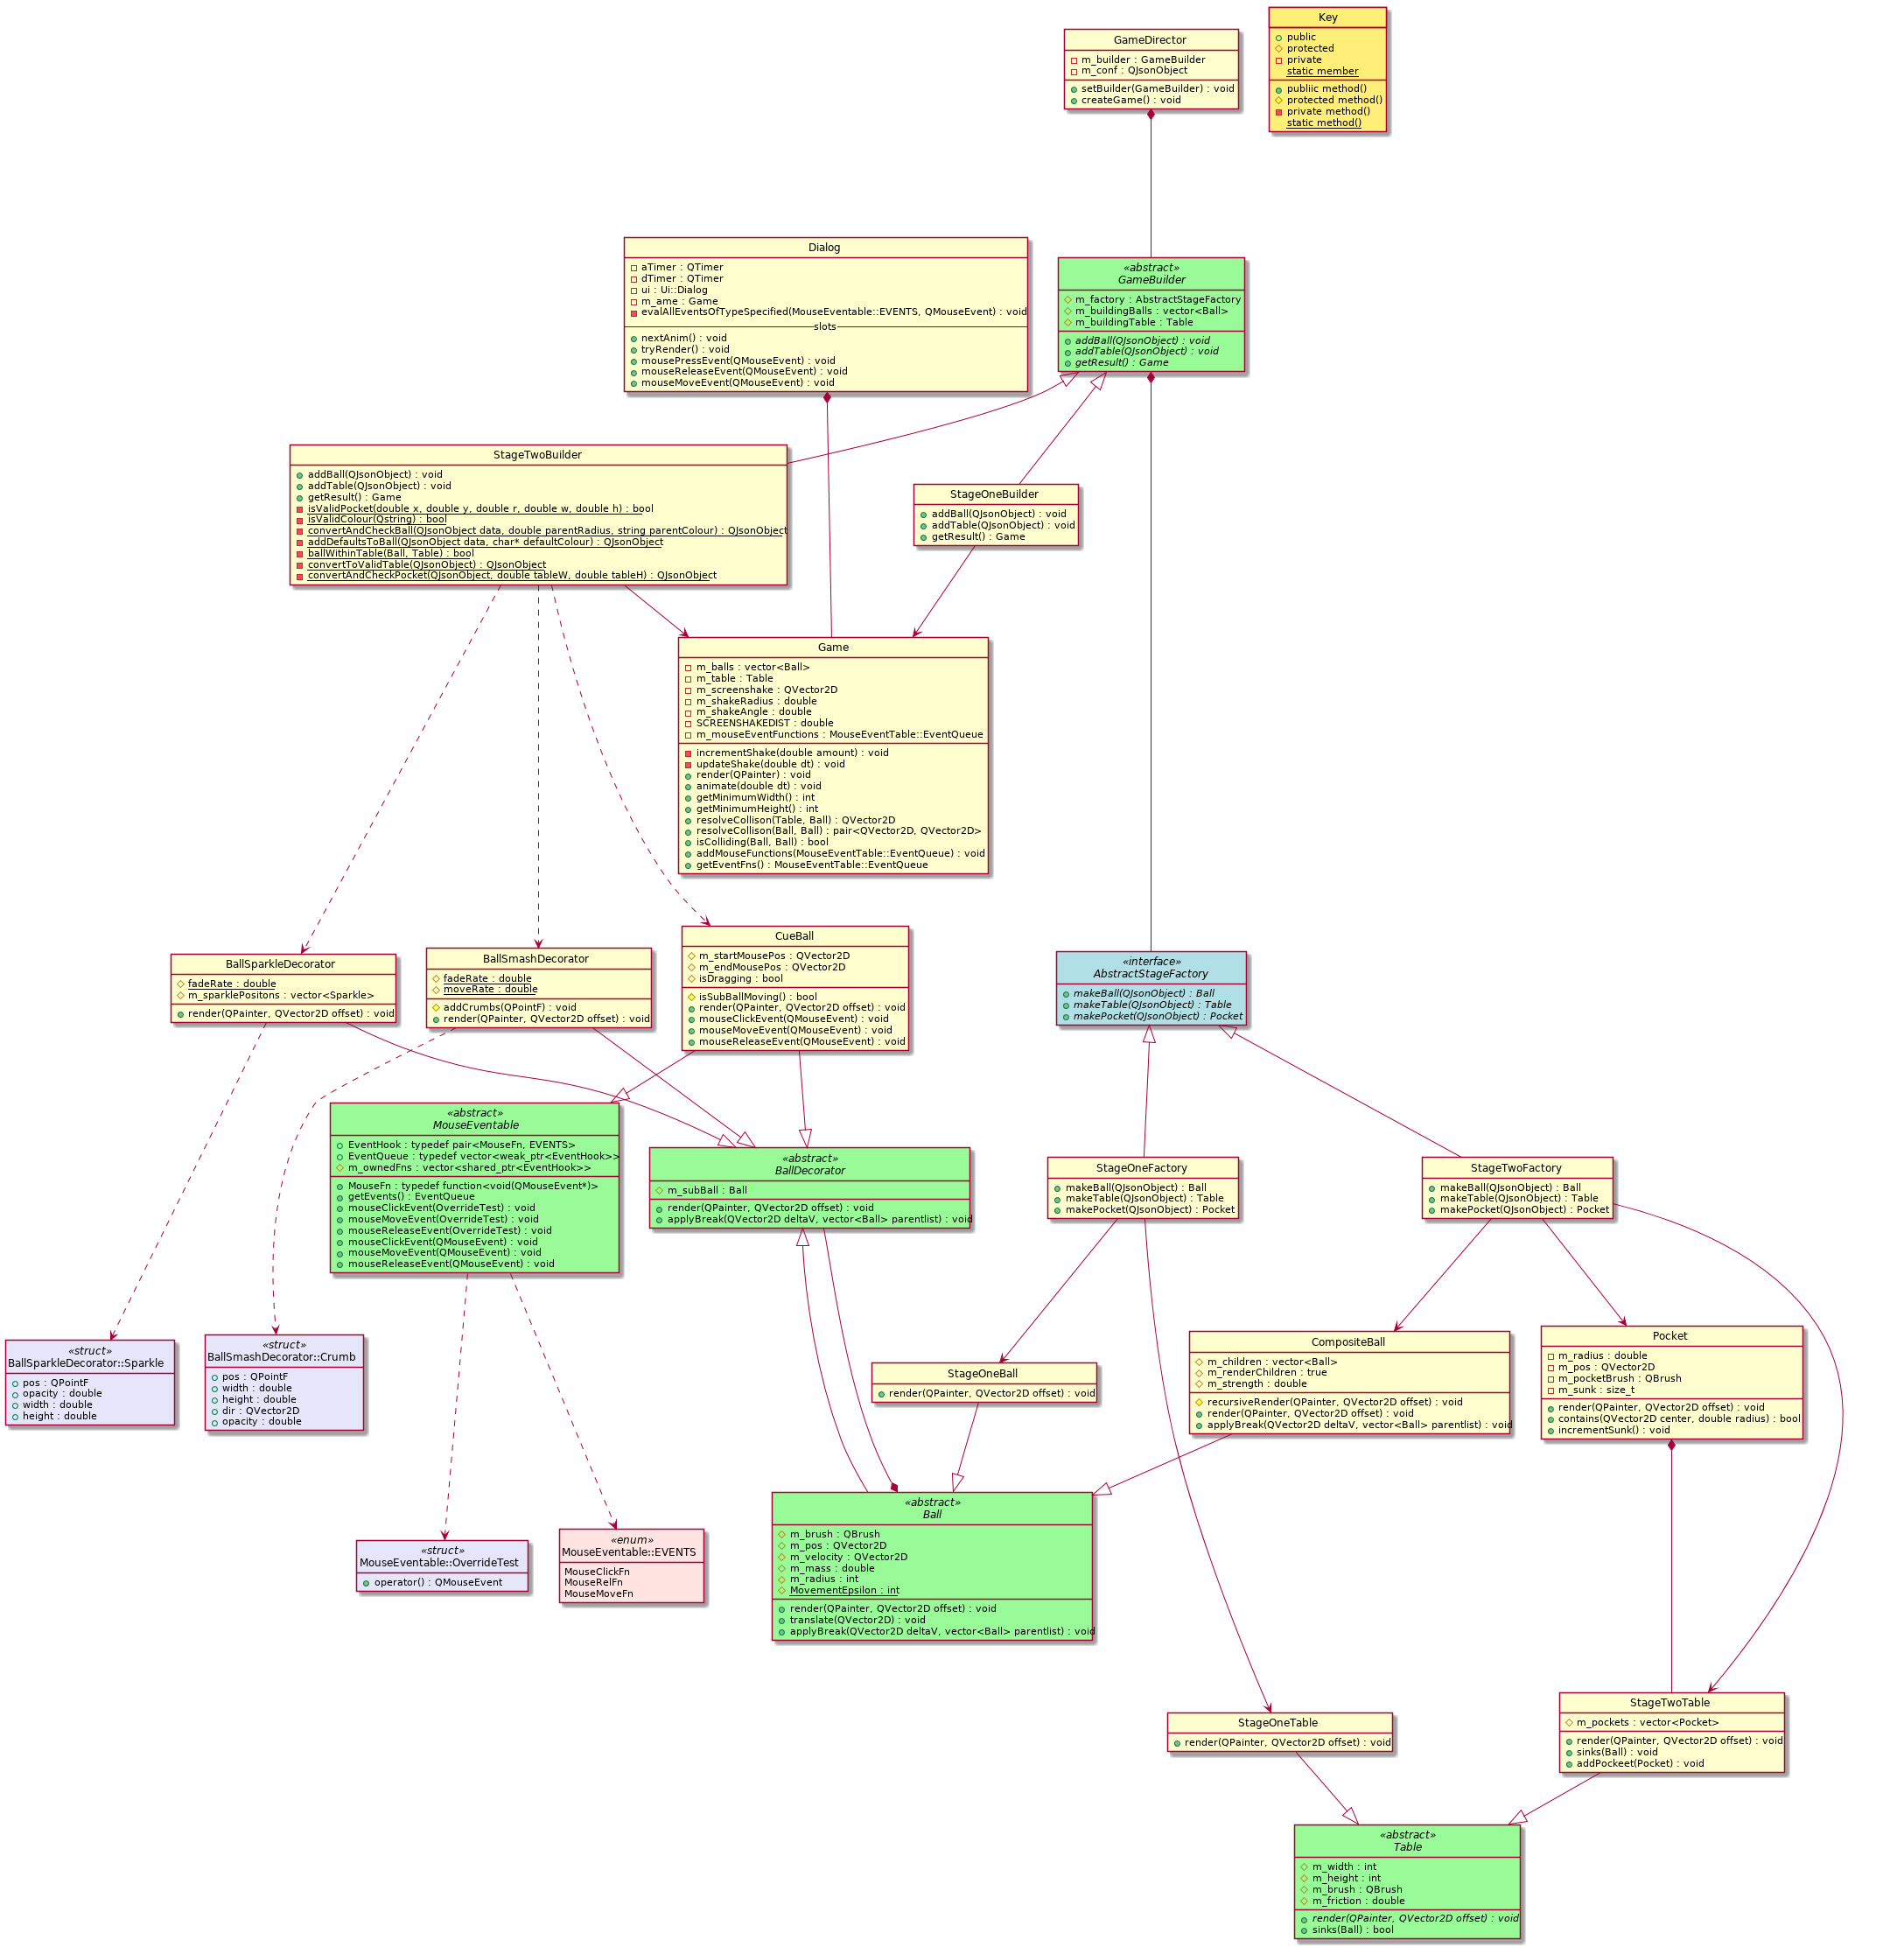 Key
public
protected
private
static member
publiic method()
protected method()
private method()
static method()
GameDirector
m_builder : GameBuilder
m_conf : QJsonObject
setBuilder(GameBuilder) : void
createGame() : void
Dialog
aTimer : QTimer
dTimer : QTimer
ui : Ui::Dialog
m_ame : Game
evalAllEventsOfTypeSpecified(MouseEventable::EVENTS, QMouseEvent) : void
slots
nextAnim() : void
tryRender() : void
mousePressEvent(QMouseEvent) : void
mouseReleaseEvent(QMouseEvent) : void
mouseMoveEvent(QMouseEvent) : void
«abstract»
GameBuilder
m_factory : AbstractStageFactory
m_buildingBalls : vector<Ball>
m_buildingTable : Table
addBall(QJsonObject) : void
addTable(QJsonObject) : void
getResult() : Game
StageTwoBuilder
addBall(QJsonObject) : void
addTable(QJsonObject) : void
getResult() : Game
isValidPocket(double x, double y, double r, double w, double h) : bool
isValidColour(Qstring) : bool
convertAndCheckBall(QJsonObject data, double parentRadius, string parentColour) : QJsonObject
addDefaultsToBall(QJsonObject data, char* defaultColour) : QJsonObject
ballWithinTable(Ball, Table) : bool
convertToValidTable(QJsonObject) : QJsonObject
convertAndCheckPocket(QJsonObject, double tableW, double tableH) : QJsonObject
StageOneBuilder
addBall(QJsonObject) : void
addTable(QJsonObject) : void
getResult() : Game
Game
m_balls : vector<Ball>
m_table : Table
m_screenshake : QVector2D
m_shakeRadius : double
m_shakeAngle : double
SCREENSHAKEDIST : double
m_mouseEventFunctions : MouseEventTable::EventQueue
incrementShake(double amount) : void
updateShake(double dt) : void
render(QPainter) : void
animate(double dt) : void
getMinimumWidth() : int
getMinimumHeight() : int
resolveCollison(Table, Ball) : QVector2D
resolveCollison(Ball, Ball) : pair<QVector2D, QVector2D>
isColliding(Ball, Ball) : bool
addMouseFunctions(MouseEventTable::EventQueue) : void
getEventFns() : MouseEventTable::EventQueue
BallSparkleDecorator
fadeRate : double
m_sparklePositons : vector<Sparkle>
render(QPainter, QVector2D offset) : void
BallSmashDecorator
fadeRate : double
moveRate : double
addCrumbs(QPointF) : void
render(QPainter, QVector2D offset) : void
CueBall
m_startMousePos : QVector2D
m_endMousePos : QVector2D
isDragging : bool
isSubBallMoving() : bool
render(QPainter, QVector2D offset) : void
mouseClickEvent(QMouseEvent) : void
mouseMoveEvent(QMouseEvent) : void
mouseReleaseEvent(QMouseEvent) : void
«interface»
AbstractStageFactory
makeBall(QJsonObject) : Ball
makeTable(QJsonObject) : Table
makePocket(QJsonObject) : Pocket
«abstract»
MouseEventable
EventHook : typedef pair<MouseFn, EVENTS>
EventQueue : typedef vector<weak_ptr<EventHook>>
m_ownedFns : vector<shared_ptr<EventHook>>
MouseFn : typedef function<void(QMouseEvent*)>
getEvents() : EventQueue
mouseClickEvent(OverrideTest) : void
mouseMoveEvent(OverrideTest) : void
mouseReleaseEvent(OverrideTest) : void
mouseClickEvent(QMouseEvent) : void
mouseMoveEvent(QMouseEvent) : void
mouseReleaseEvent(QMouseEvent) : void
«abstract»
BallDecorator
m_subBall : Ball
render(QPainter, QVector2D offset) : void
applyBreak(QVector2D deltaV, vector<Ball> parentlist) : void
StageOneFactory
makeBall(QJsonObject) : Ball
makeTable(QJsonObject) : Table
makePocket(QJsonObject) : Pocket
StageTwoFactory
makeBall(QJsonObject) : Ball
makeTable(QJsonObject) : Table
makePocket(QJsonObject) : Pocket
«struct»
BallSparkleDecorator::Sparkle
pos : QPointF
opacity : double
width : double
height : double
«struct»
BallSmashDecorator::Crumb
pos : QPointF
width : double
height : double
dir : QVector2D
opacity : double
StageOneBall
render(QPainter, QVector2D offset) : void
CompositeBall
m_children : vector<Ball>
m_renderChildren : true
m_strength : double
recursiveRender(QPainter, QVector2D offset) : void
render(QPainter, QVector2D offset) : void
applyBreak(QVector2D deltaV, vector<Ball> parentlist) : void
Pocket
m_radius : double
m_pos : QVector2D
m_pocketBrush : QBrush
m_sunk : size_t
render(QPainter, QVector2D offset) : void
contains(QVector2D center, double radius) : bool
incrementSunk() : void
«struct»
MouseEventable::OverrideTest
operator() : QMouseEvent
«enum»
MouseEventable::EVENTS
MouseClickFn
MouseRelFn
MouseMoveFn
«abstract»
Ball
m_brush : QBrush
m_pos : QVector2D
m_velocity : QVector2D
m_mass : double
m_radius : int
MovementEpsilon : int
render(QPainter, QVector2D offset) : void
translate(QVector2D) : void
applyBreak(QVector2D deltaV, vector<Ball> parentlist) : void
StageOneTable
render(QPainter, QVector2D offset) : void
StageTwoTable
m_pockets : vector<Pocket>
render(QPainter, QVector2D offset) : void
sinks(Ball) : void
addPockeet(Pocket) : void
«abstract»
Table
m_width : int
m_height : int
m_brush : QBrush
m_friction : double
render(QPainter, QVector2D offset) : void
sinks(Ball) : bool